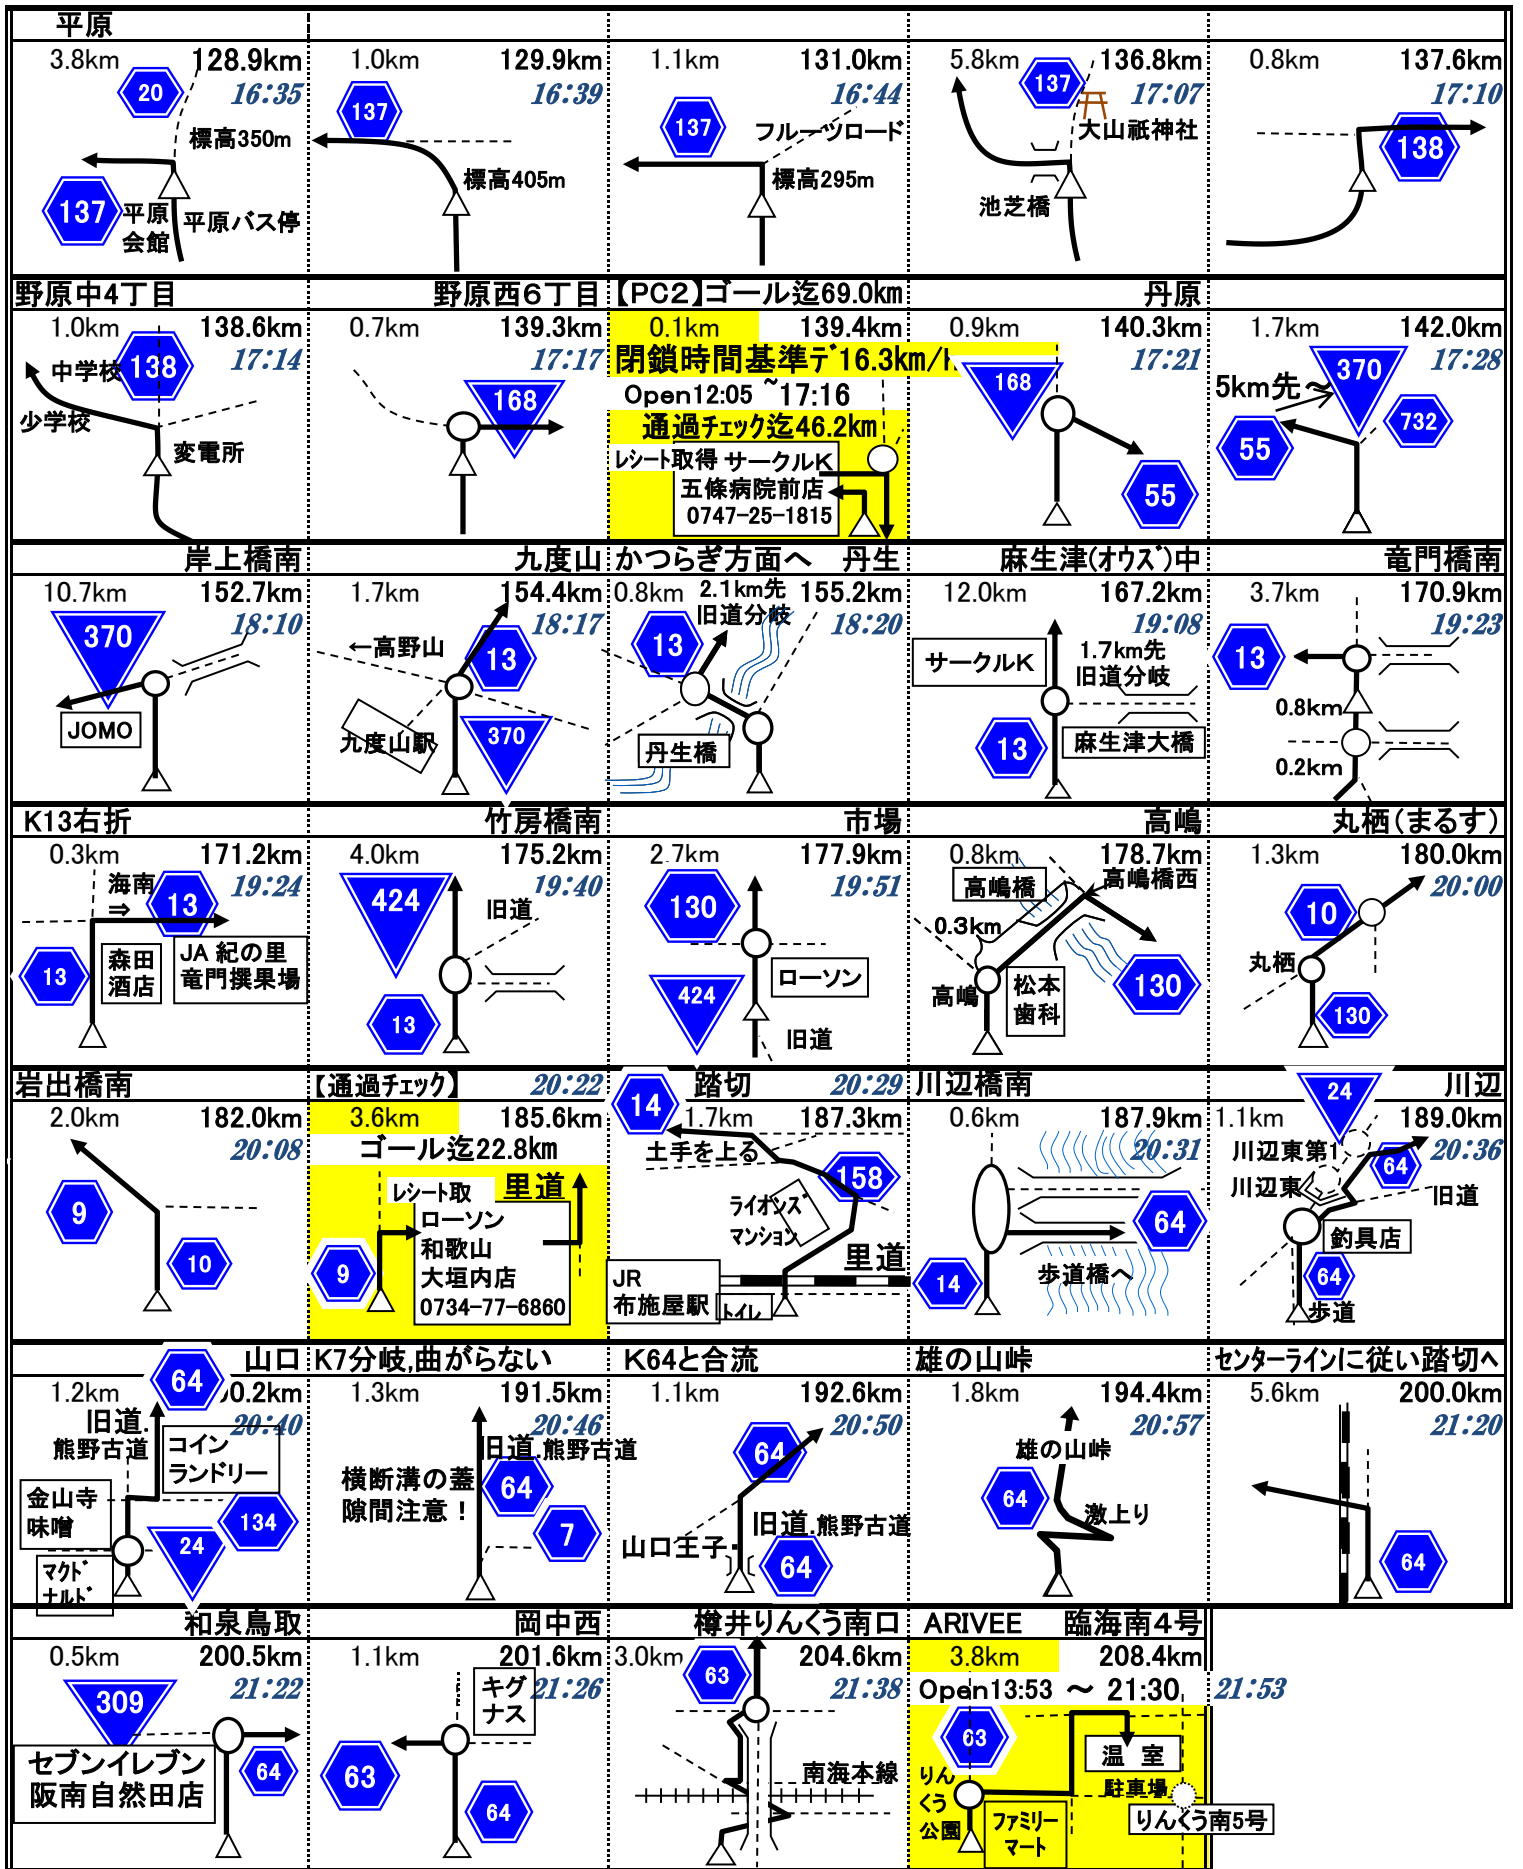 平原
3.8km 128.9km
20 16:35
標高350m
137 平原会館 平原バス停
1.0km 129.9km
137 16:39
標高405m
1.1km 131.0km
16:44
137 フルーツロード
標高295m
5.8km 136.8km
137 17:07
大山祇神社
池芝橋
0.8km 137.6km
17:10
138
野原中4丁目
1.0km 138.6km
中学校 138 17:14
少学校
変電所
野原西6丁目
0.7km 139.3km
17:17
168
【PC2】ゴール迄69.0km
0.1km 139.4km
閉鎖時間基準デ16.3km/h
Open12:05 ~17:16
通過チェック迄46.2km
レシート取得 サークルK
五條病院前店
0747-25-1815
丹原
0.9km 140.3km
17:21
168
55
1.7km 142.0km
17:28
5km先~ 370
55 732
岸上橋南
10.7km 152.7km
370 18:10
JOMO
九度山
1.7km 154.4km
18:17
←高野山 13
九度山駅 370
かつらぎ方面へ 丹生
0.8km 2.1km先 155.2km
旧道分岐 18:20
13
丹生橋
麻生津(オウズ)中
12.0km 167.2km
19:08
サークルK 1.7km先
旧道分岐
13 麻生津大橋
竜門橋南
3.7km 170.9km
19:23
13
0.8km
0.2km
K13右折
0.3km 171.2km
海南 19:24
⇒ 13
13 森田酒店 JA 紀の里
竜門撰果場
竹房橋南
4.0km 175.2km
424 19:40
旧道
13
市場
2.7km 177.9km
19:51
130
ローソン
424
旧道
高嶋
0.8km 178.7km
高嶋橋 高嶋橋西
0.3km
高嶋 松本歯科 130
丸栖(まるす)
1.3km 180.0km
20:00
10
丸栖
130
岩出橋南
2.0km 182.0km
20:08
9
10
【通過チェック】 20:22
3.6km 185.6km
ゴール迄22.8km
レシート取 里道
ローソン
和歌山
9 大垣内店
0734-77-6860
踏切 20:29
14 1.7km 187.3km
土手を上る
158
ライオンズ
マンション
里道
JR
布施屋駅 トイレ
川辺橋南
0.6km 187.9km
20:31
64
歩道橋へ
14
24 川辺
1.1km 189.0km
川辺東第1 20:36
64
川辺東 旧道
釣具店
64
歩道
山口
1.2km 64 90.2km
旧道. 20:40
熊野古道 コイン
ランドリー
金山寺
味噌 134
24
マクド
ナルド
K7分岐,曲がらない
1.3km 191.5km
20:46
旧道.熊野古道
横断溝の蓋
隙間注意! 64
7
K64と合流
1.1km 192.6km
20:50
64
旧道.熊野古道
山口王子
64
雄の山峠
1.8km 194.4km
20:57
雄の山峠
64
激上り
センターラインに従い踏切へ
5.6km 200.0km
21:20
64
和泉鳥取
0.5km 200.5km
309 21:22
セブンイレブン
阪南自然田店 64
岡中西
1.1km 201.6km
キグナス 21:26
63
64
樽井りんくう南口
3.0km 204.6km
63 21:38
南海本線
ARIVEE 臨海南4号
3.8km 208.4km
Open13:53 ~ 21:30 21:53
63
温 室
りんくう公園 駐車場
ファミリーマート りんくう南5号